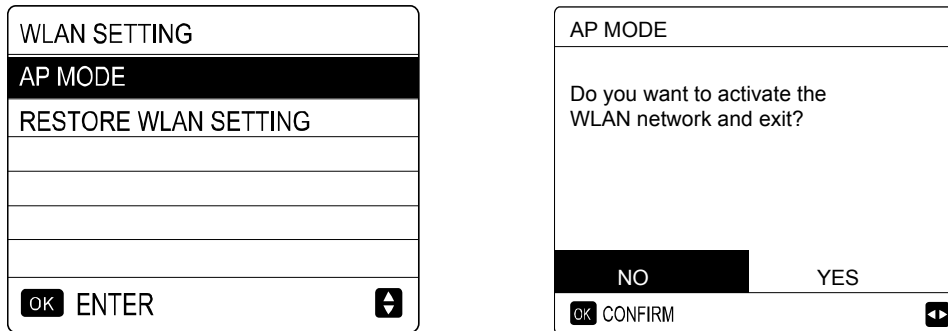 WLAN SETTING
AP MODE
RESTORE WLAN SETTING
OK ENTER
AP MODE
Do you want to activate the
WLAN network and exit?
NO YES
OK CONFIRM